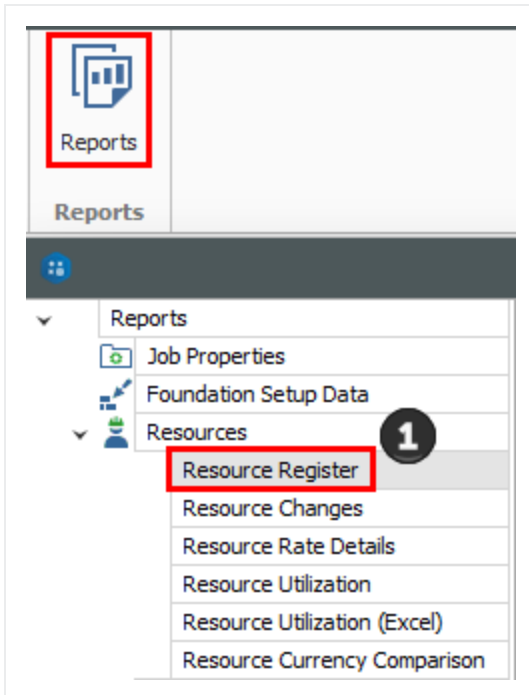 Reports
Reports
Reports
Job Properties
Foundation Setup Data
Resources
1
Resource Register
Resource Changes
Resource Rate Details
Resource Utilization
Resource Utilization (Excel)
Resource Currency Comparison